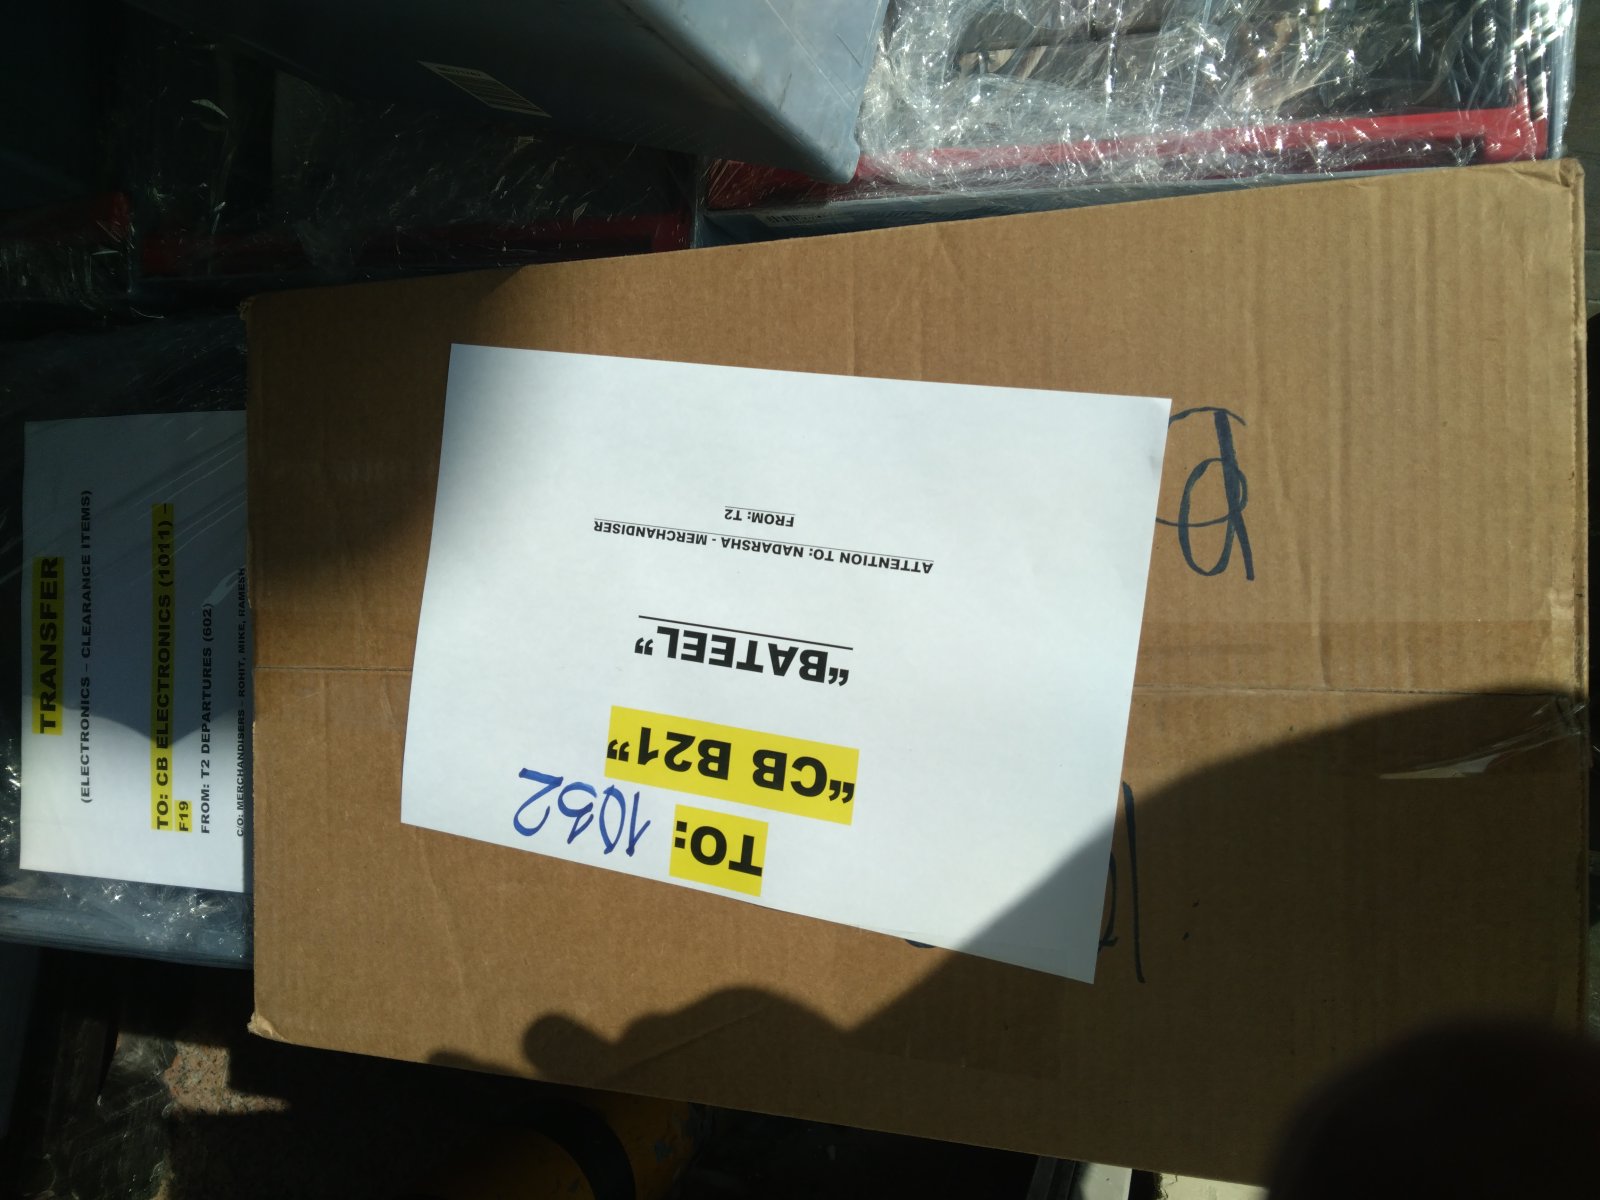 TO: 1032
“CB B21”
“BATEEL”
ATTENTION TO: NADARSHA - MERCHANDISER
FROM: T2
TRANSFER
(ELECTRONICS – CLEARANCE ITEMS)
TO: CB ELECTRONICS (1011) –
F19
FROM: T2 DEPARTURES (602)
C/O: MERCHANDISERS – ROHIT, MIKE, RAMESH